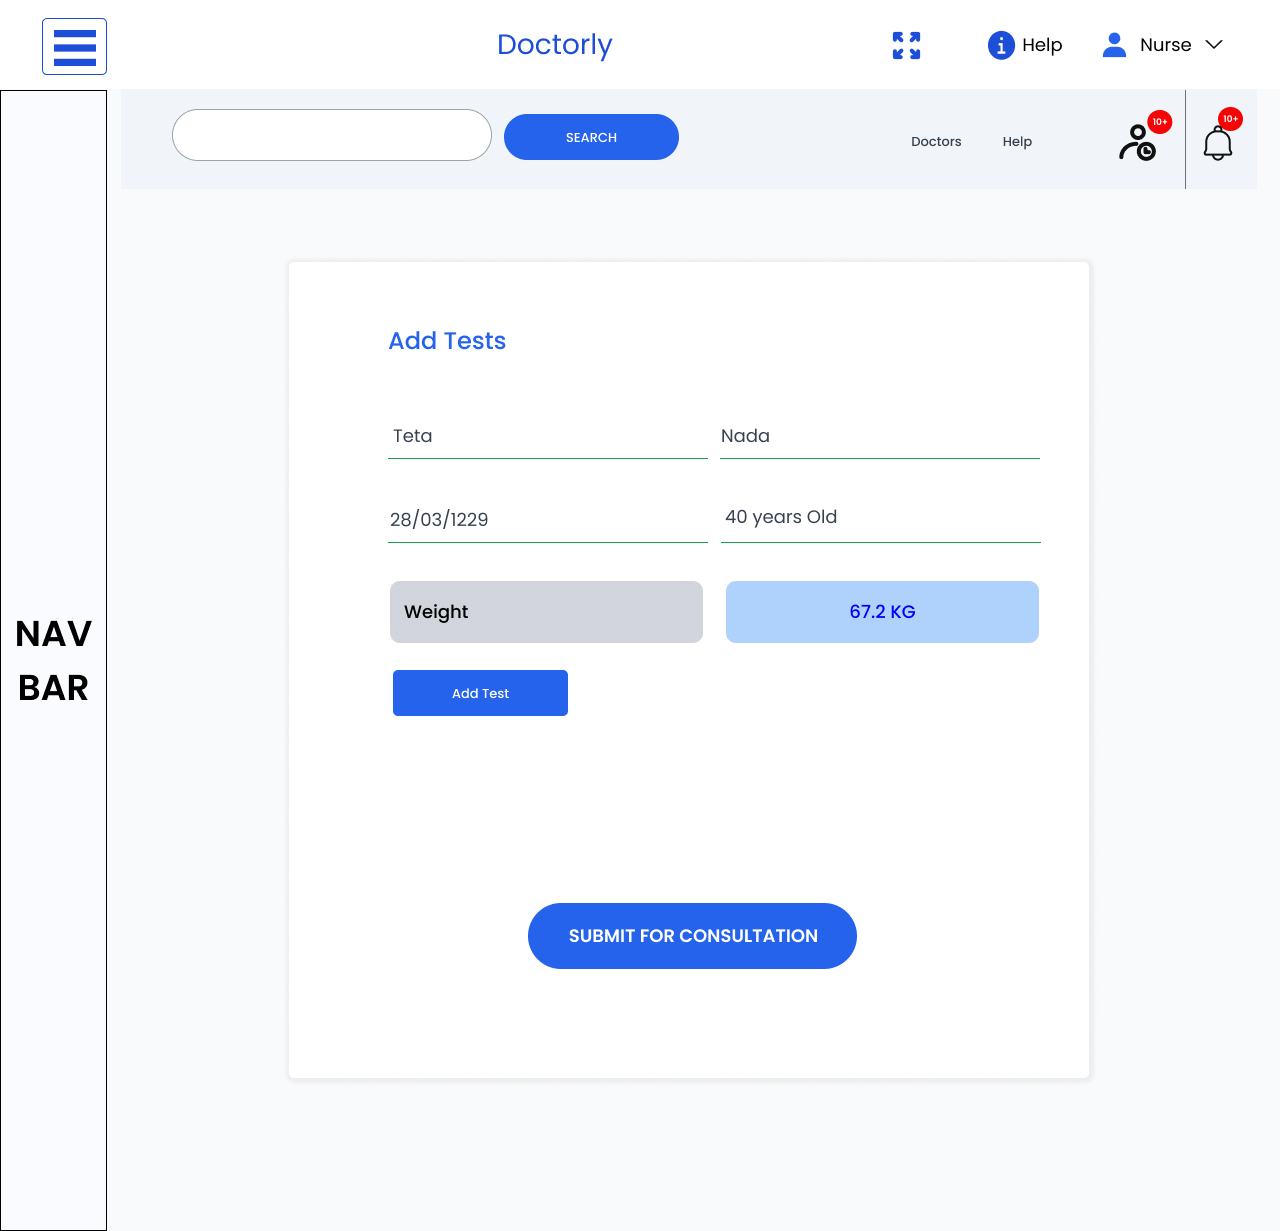 Doctorly
Help
Nurse
SEARCH
Doctors
Help
10+
10+
NAV
BAR
Add Tests
Teta
Nada
28/03/1229
40 years Old
Weight
67.2 KG
Add Test
SUBMIT FOR CONSULTATION